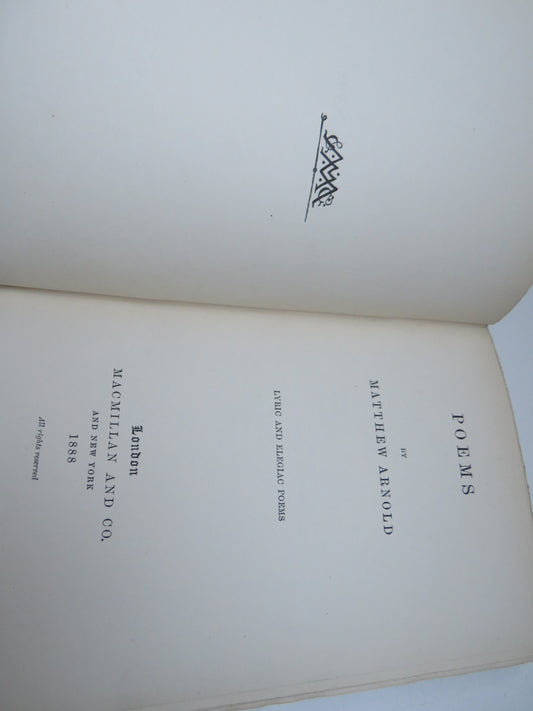 POEMS
BY
MATTHEW ARNOLD
LYRIC AND ELEGIAC POEMS
London
MACMILLAN AND CO.
AND NEW YORK
1888
All rights reserved